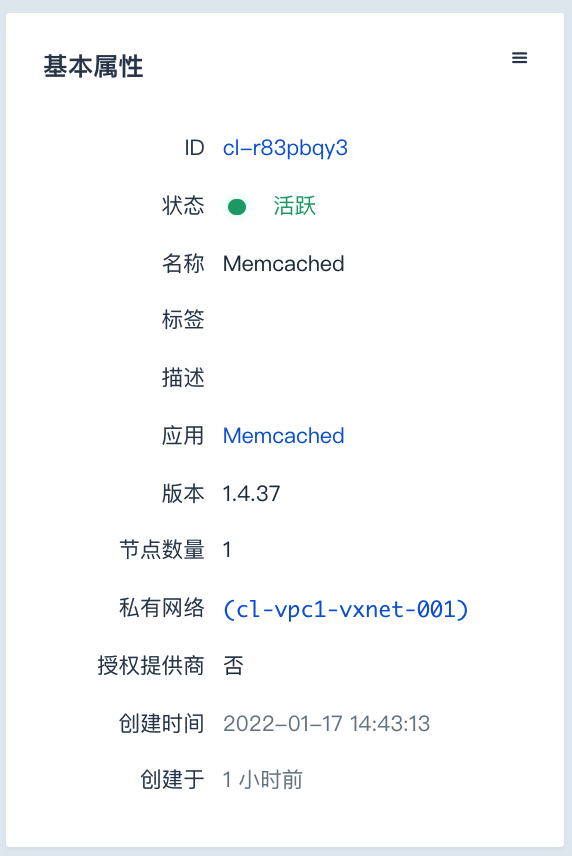 基本属性
ID cl-r83pbqy3
状态 活跃
名称 Memcached
标签
描述
应用 Memcached
版本 1.4.37
节点数量 1
私有网络 (cl-vpc1-vxnet-001)
授权提供商 否
创建时间 2022-01-17 14:43:13
创建于 1 小时前